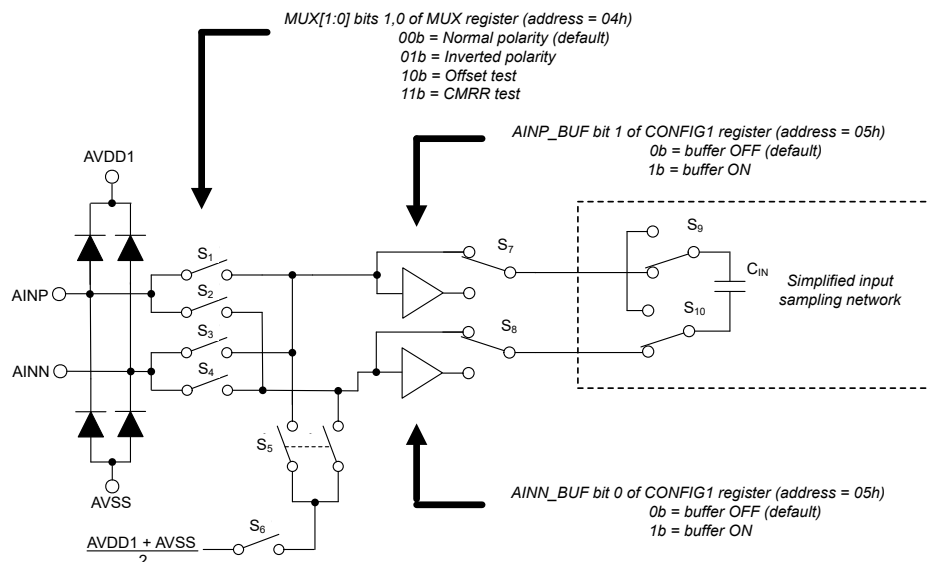 MUX[1:0] bits 1,0 of MUX register (address = 04h)
00b = Normal polarity (default)
01b = Inverted polarity
10b = Offset test
11b = CMRR test
AINP_BUF bit 1 of CONFIG1 register (address = 05h)
0b = buffer OFF (default)
1b = buffer ON
AVDD1
S1
S2
S3
S4
AINP
AINN
S7
S8
S9
S10
CIN
Simplified input
sampling network
S5
AVSS
S6
AVDD1 + AVSS
2
AINN_BUF bit 0 of CONFIG1 register (address = 05h)
0b = buffer OFF (default)
1b = buffer ON